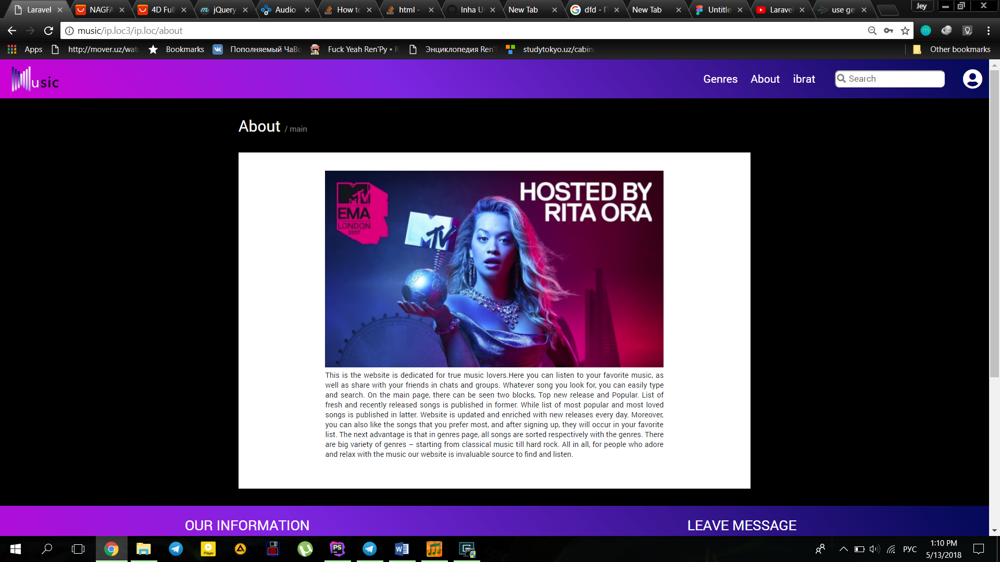 Laravel
NAGFA
4D Full
jQuery
Audio
How to
html -
Inha U
New Tab
dfd - П
New Tab
Untitle
Laravel
use ge
Jey
music/ip.loc3/ip.loc/about
Apps
http://mover.uz/wat
Bookmarks
Пополняемый ЧаВо
Fuck Yeah Ren'Py • R
Энциклопедия Ren'
studytokyo.uz/cabin
Other bookmarks
Music
Genres
About
ibrat
Search
About / main
MTV
EMA
LONDON
2017
MTV
HOSTED BY
RITA ORA
This is the website is dedicated for true music lovers.Here you can listen to your favorite music, as
well as share with your friends in chats and groups. Whatever song you look for, you can easily type
and search. On the main page, there can be seen two blocks, Top new release and Popular. List of
fresh and recently released songs is published in former. While list of most popular and most loved
songs is published in latter. Website is updated and enriched with new releases every day. Moreover,
you can also like the songs that you prefer most, and after signing up, they will occur in your favorite
list. The next advantage is that in genres page, all songs are sorted respectively with the genres. There
are big variety of genres – starting from classical music till hard rock. All in all, for people who adore
and relax with the music our website is invaluable source to find and listen.
OUR INFORMATION
LEAVE MESSAGE
Player
PS
РУС
1:10 PM
5/13/2018